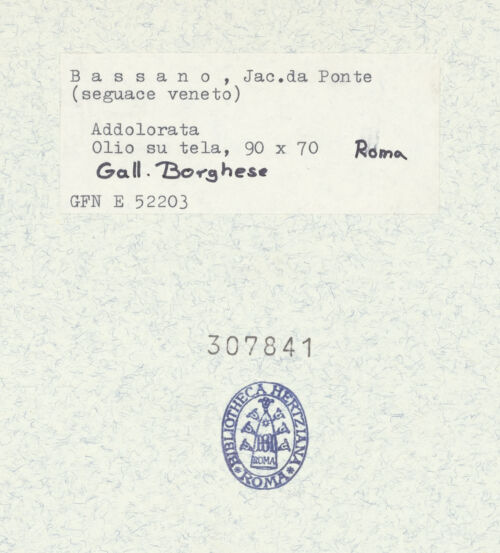 B a s s a n o , Jac.da Ponte
(seguace veneto)
Addolorata
Olio su tela, 90 x 70 Roma
Gall. Borghese
GFN E 52203
307841
BIBLIOTHECA HERTZIANA
ROMA
ROMA